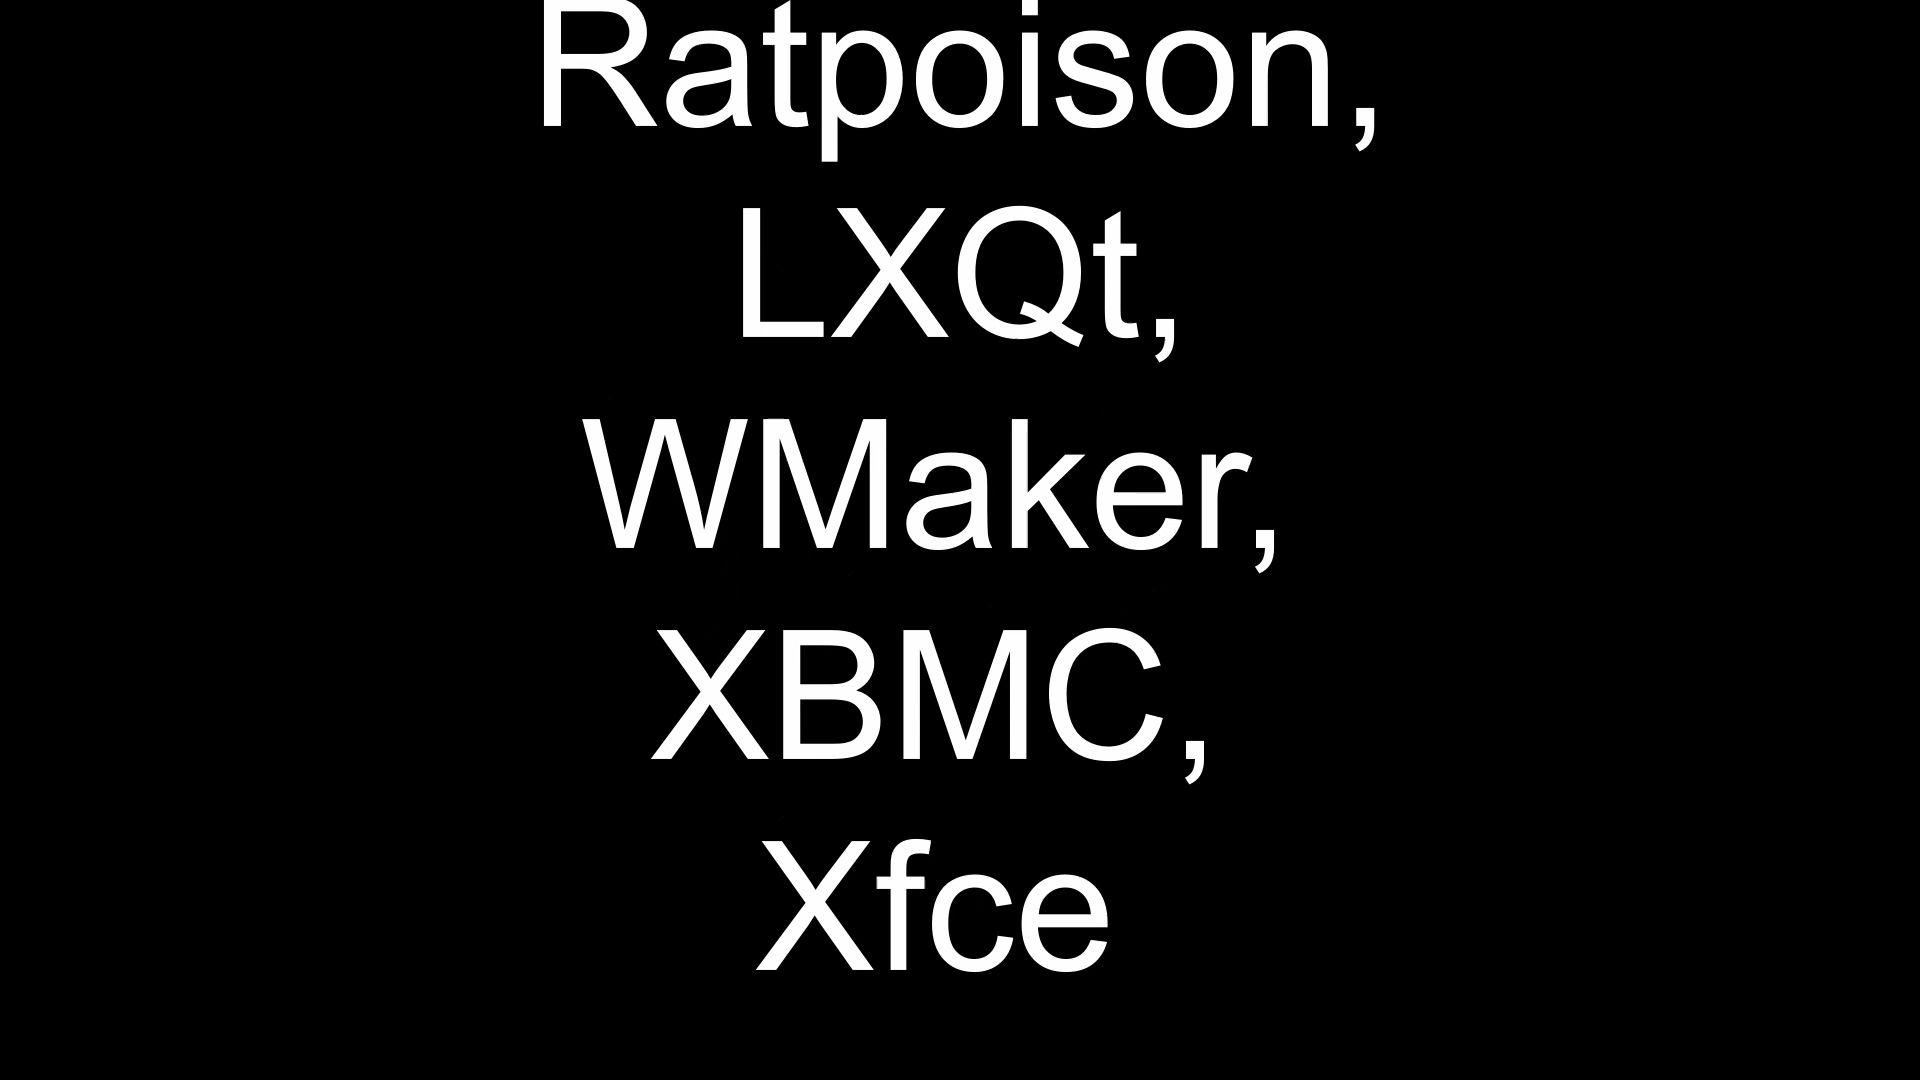 Ratpoison,
LXQt,
WMaker,
XBMC,
Xfce